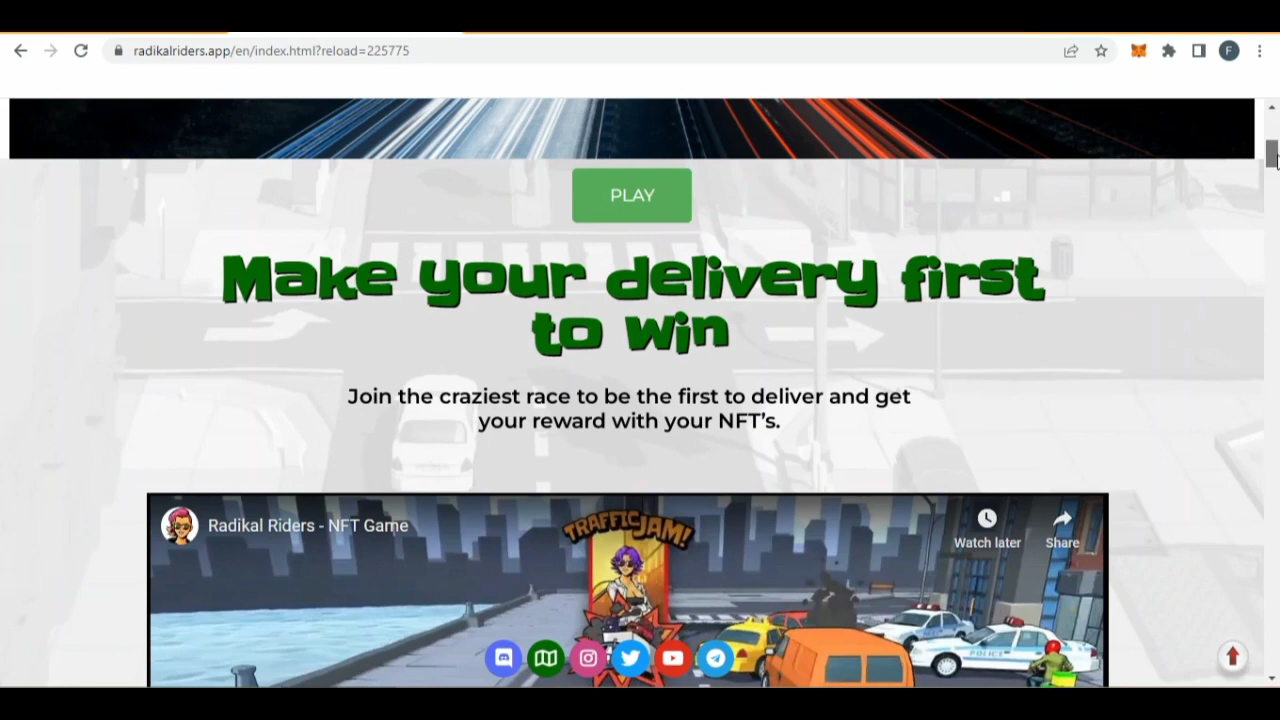 radikalriders.app/en/index.html?reload=225775
F
PLAY
Make your delivery first
to win
Join the craziest race to be the first to deliver and get
your reward with your NFT’s.
Radikal Riders - NFT Game
Watch later
Share
TRAFFIC JAM!
POLICE